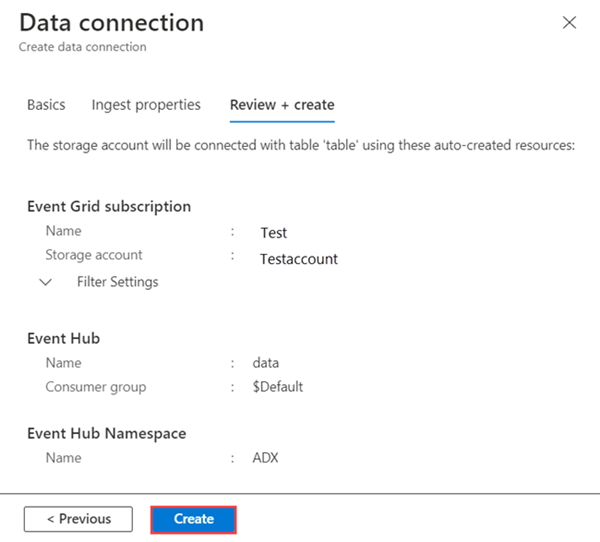 Data connection
Create data connection
Basics Ingest properties Review + create
The storage account will be connected with table 'table' using these auto-created resources:
Event Grid subscription
Name : Test
Storage account : Testaccount
Filter Settings
Event Hub
Name : data
Consumer group : $Default
Event Hub Namespace
Name : ADX
< Previous Create